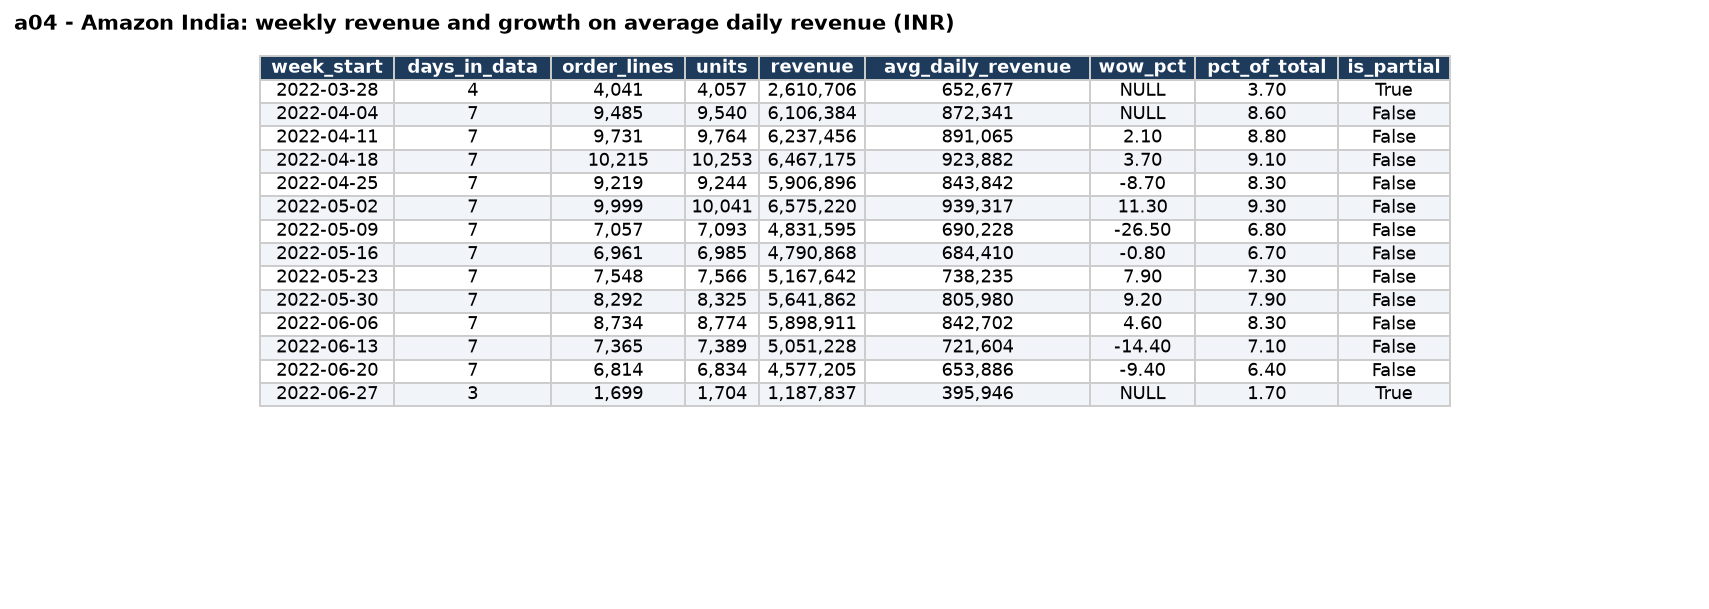 a04 - Amazon India: weekly revenue and growth on average daily revenue (INR)
week_start days_in_data order_lines units revenue avg_daily_revenue wow_pct pct_of_total is_partial
2022-03-28 4 4,041 4,057 2,610,706 652,677 NULL 3.70 True
2022-04-04 7 9,485 9,540 6,106,384 872,341 NULL 8.60 False
2022-04-11 7 9,731 9,764 6,237,456 891,065 2.10 8.80 False
2022-04-18 7 10,215 10,253 6,467,175 923,882 3.70 9.10 False
2022-04-25 7 9,219 9,244 5,906,896 843,842 -8.70 8.30 False
2022-05-02 7 9,999 10,041 6,575,220 939,317 11.30 9.30 False
2022-05-09 7 7,057 7,093 4,831,595 690,228 -26.50 6.80 False
2022-05-16 7 6,961 6,985 4,790,868 684,410 -0.80 6.70 False
2022-05-23 7 7,548 7,566 5,167,642 738,235 7.90 7.30 False
2022-05-30 7 8,292 8,325 5,641,862 805,980 9.20 7.90 False
2022-06-06 7 8,734 8,774 5,898,911 842,702 4.60 8.30 False
2022-06-13 7 7,365 7,389 5,051,228 721,604 -14.40 7.10 False
2022-06-20 7 6,814 6,834 4,577,205 653,886 -9.40 6.40 False
2022-06-27 3 1,699 1,704 1,187,837 395,946 NULL 1.70 True